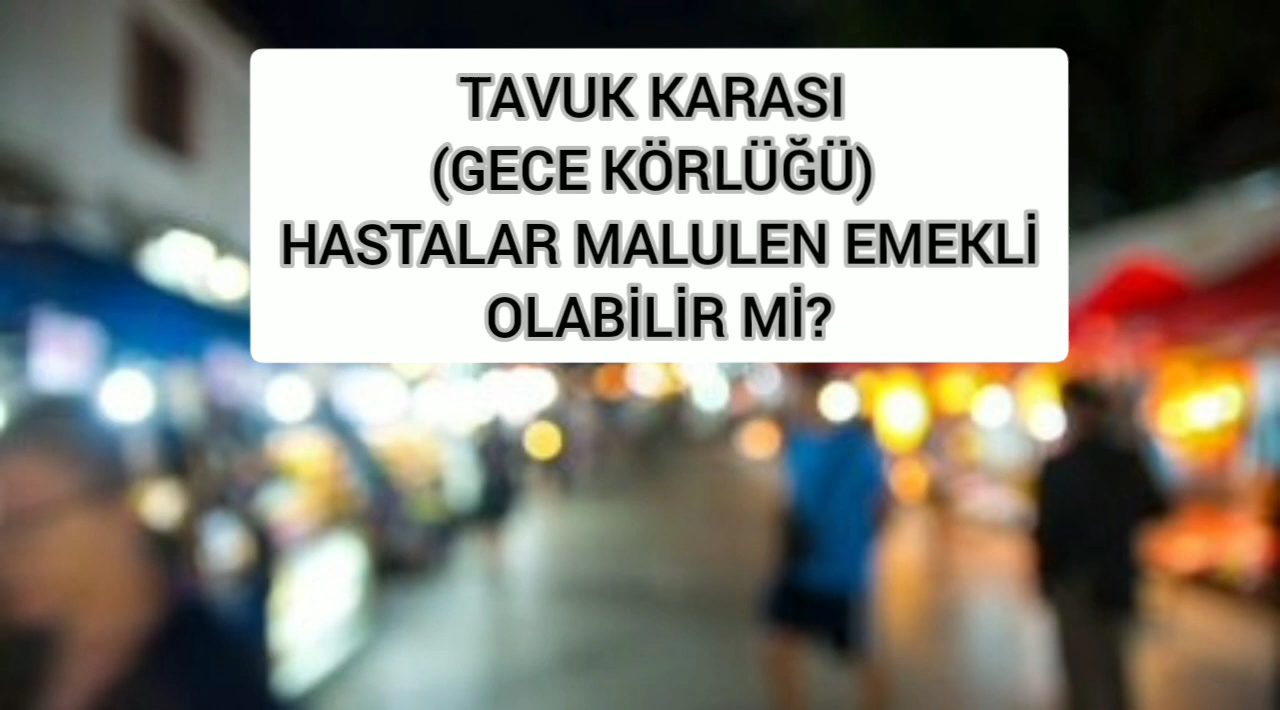 TAVUK KARASI
(GECE KÖRLÜĞÜ)
HASTALAR MALULEN EMEKLİ
OLABİLİR Mİ?